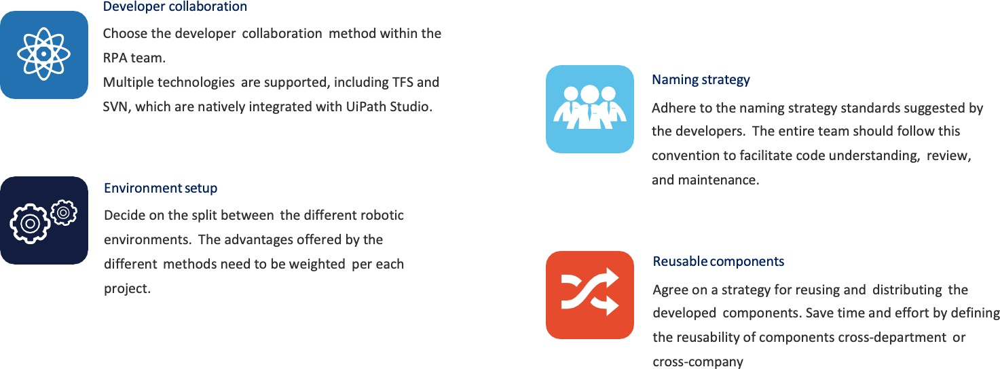 Developer collaboration
Choose the developer collaboration method within the
RPA team.
Multiple technologies are supported, including TFS and
SVN, which are natively integrated with UiPath Studio.
Environment setup
Decide on the split between the different robotic
environments. The advantages offered by the
different methods need to be weighted per each
project.
Naming strategy
Adhere to the naming strategy standards suggested by
the developers. The entire team should follow this
convention to facilitate code understanding, review,
and maintenance.
Reusable components
Agree on a strategy for reusing and distributing the
developed components. Save time and effort by defining
the reusability of components cross-department or
cross-company